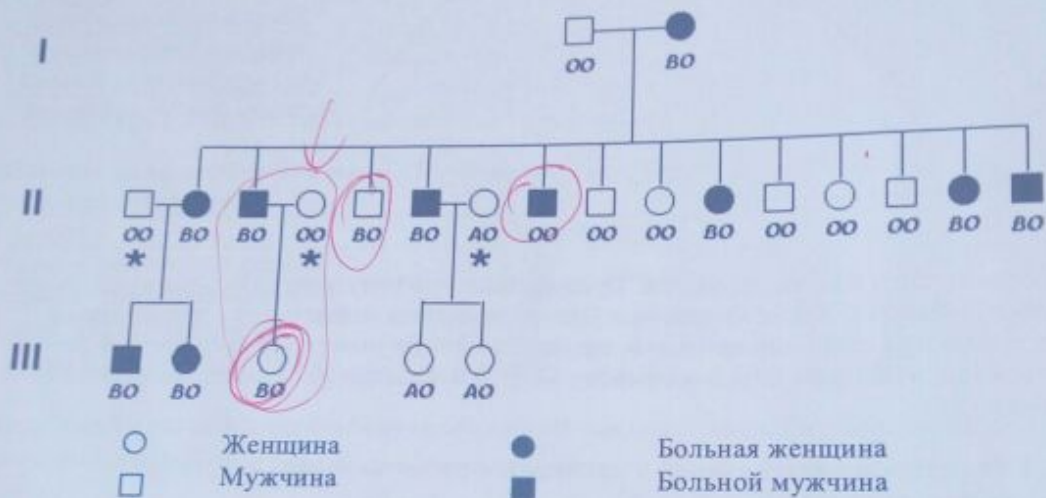 I
OO BO
II
OO BO BO OO BO BO AO OO OO OO BO OO OO OO BO BO
* * *
III
BO BO BO AO AO
Женщина
Мужчина
Больная женщина
Больной мужчина